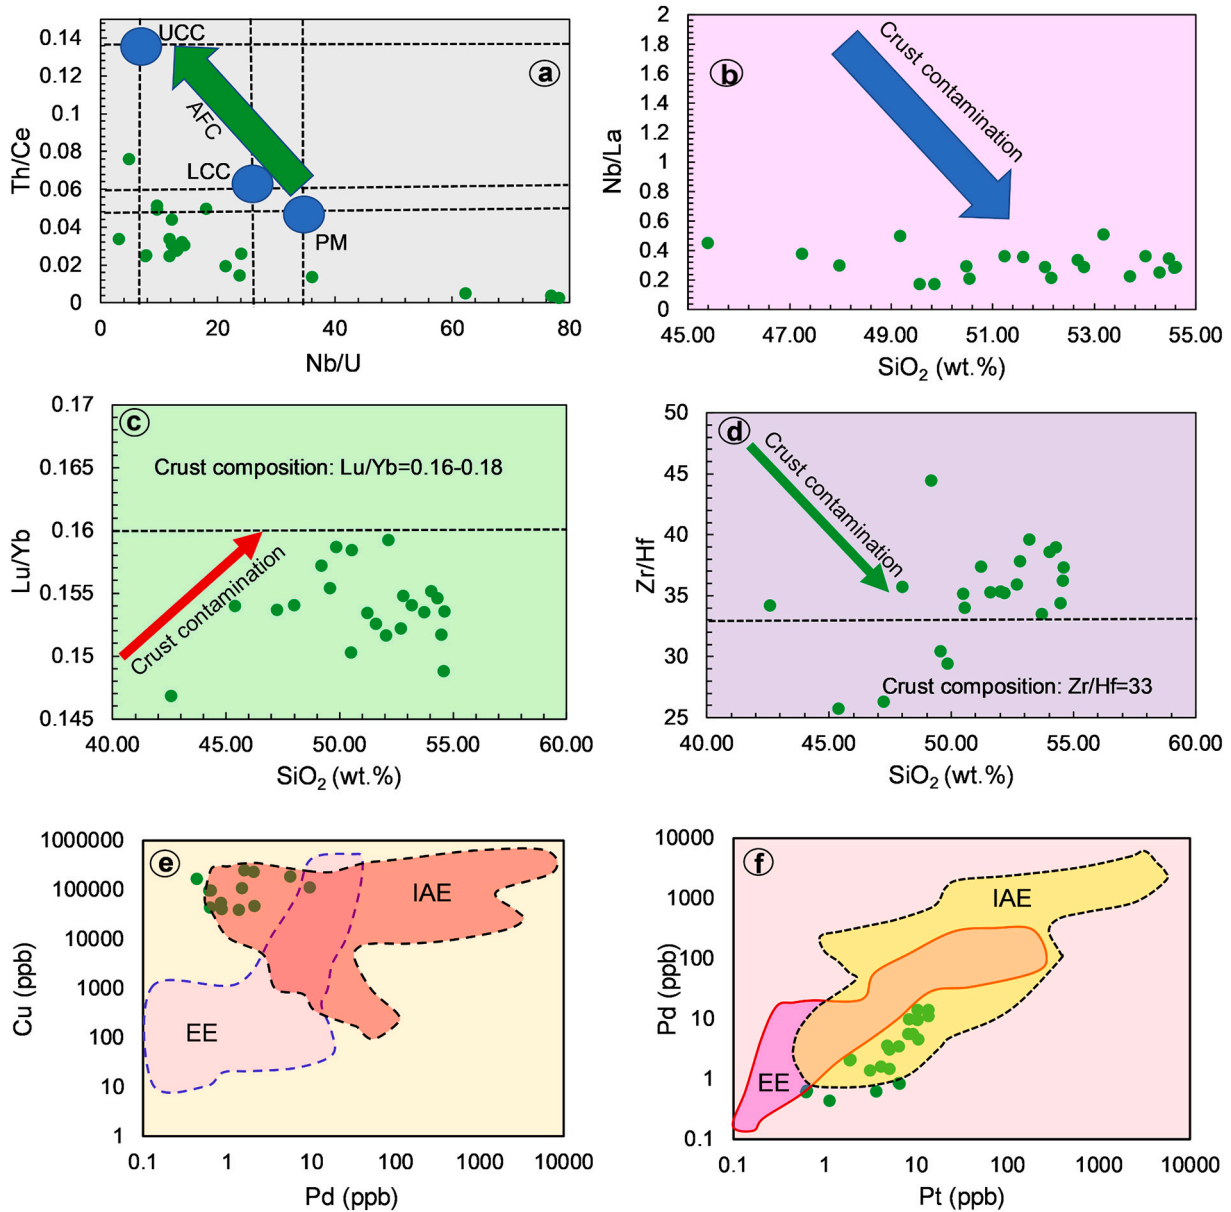 a
UCC
AFC
LCC
PM
0.14
0.12
0.1
0.08
0.06
0.04
0.02
0
0
20
40
60
80
Th/Ce
Nb/U
b
Crust contamination
2
1.8
1.6
1.4
1.2
1
0.8
0.6
0.4
0.2
0
45.00
47.00
49.00
51.00
53.00
55.00
Nb/La
SiO2 (wt.%)
c
Crust composition: Lu/Yb=0.16-0.18
Crust contamination
0.17
0.165
0.16
0.155
0.15
0.145
40.00
45.00
50.00
55.00
60.00
Lu/Yb
SiO2 (wt.%)
d
Crust contamination
Crust composition: Zr/Hf=33
50
45
40
35
30
25
40.00
45.00
50.00
55.00
60.00
Zr/Hf
SiO2 (wt.%)
e
IAE
EE
1000000
100000
10000
1000
100
10
1
0.1
1
10
100
1000
10000
Cu (ppb)
Pd (ppb)
f
IAE
EE
10000
1000
100
10
1
0.1
0.1
1
10
100
1000
10000
Pd (ppb)
Pt (ppb)